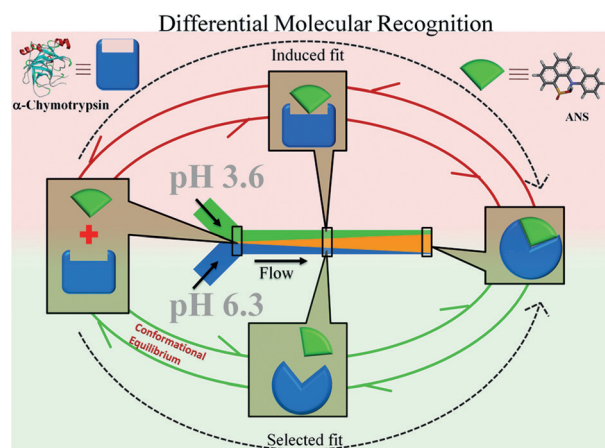 Differential Molecular Recognition
Induced fit
α-Chymotrypsin
ANS
pH 3.6
Flow
pH 6.3
Conformational
Equilibrium
Selected fit